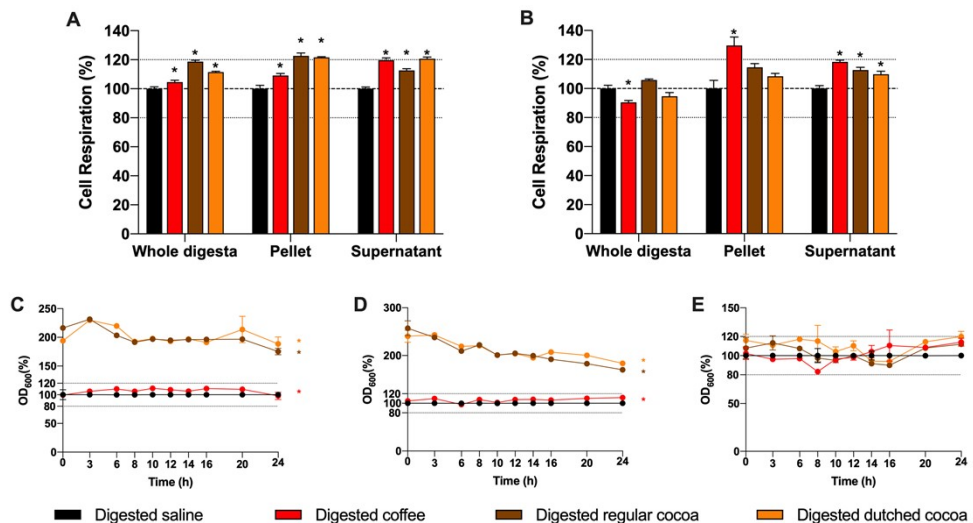 A
Cell Respiration (%)
140
120
100
80
60
40
20
0
* * * * * * * * *
Whole digesta Pellet Supernatant
B
Cell Respiration (%)
140
120
100
80
60
40
20
0
* * * * *
Whole digesta Pellet Supernatant
C
OD600(%)
250
200
150
120
100
80
50
0
* * *
0 3 6 8 10 12 14 16 20 24
Time (h)
D
OD600(%)
300
200
120
100
80
0
* * *
0 3 6 8 10 12 14 16 20 24
Time (h)
E
OD600(%)
150
120
100
80
50
0
0 3 6 8 10 12 14 16 20 24
Time (h)
Digested saline Digested coffee Digested regular cocoa Digested dutched cocoa